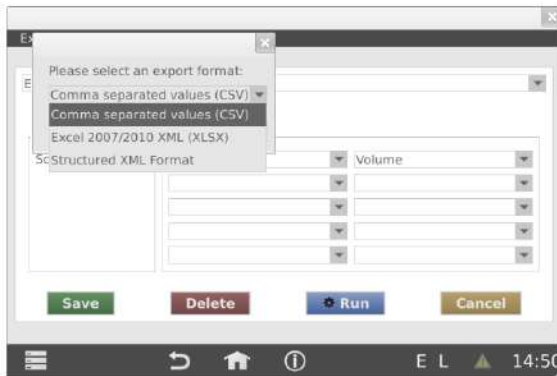 Please select an export format:
Comma separated values (CSV)
Comma separated values (CSV)
Excel 2007/2010 XML (XLSX)
Structured XML Format
Volume
Save
Delete
Run
Cancel
E L
14:50